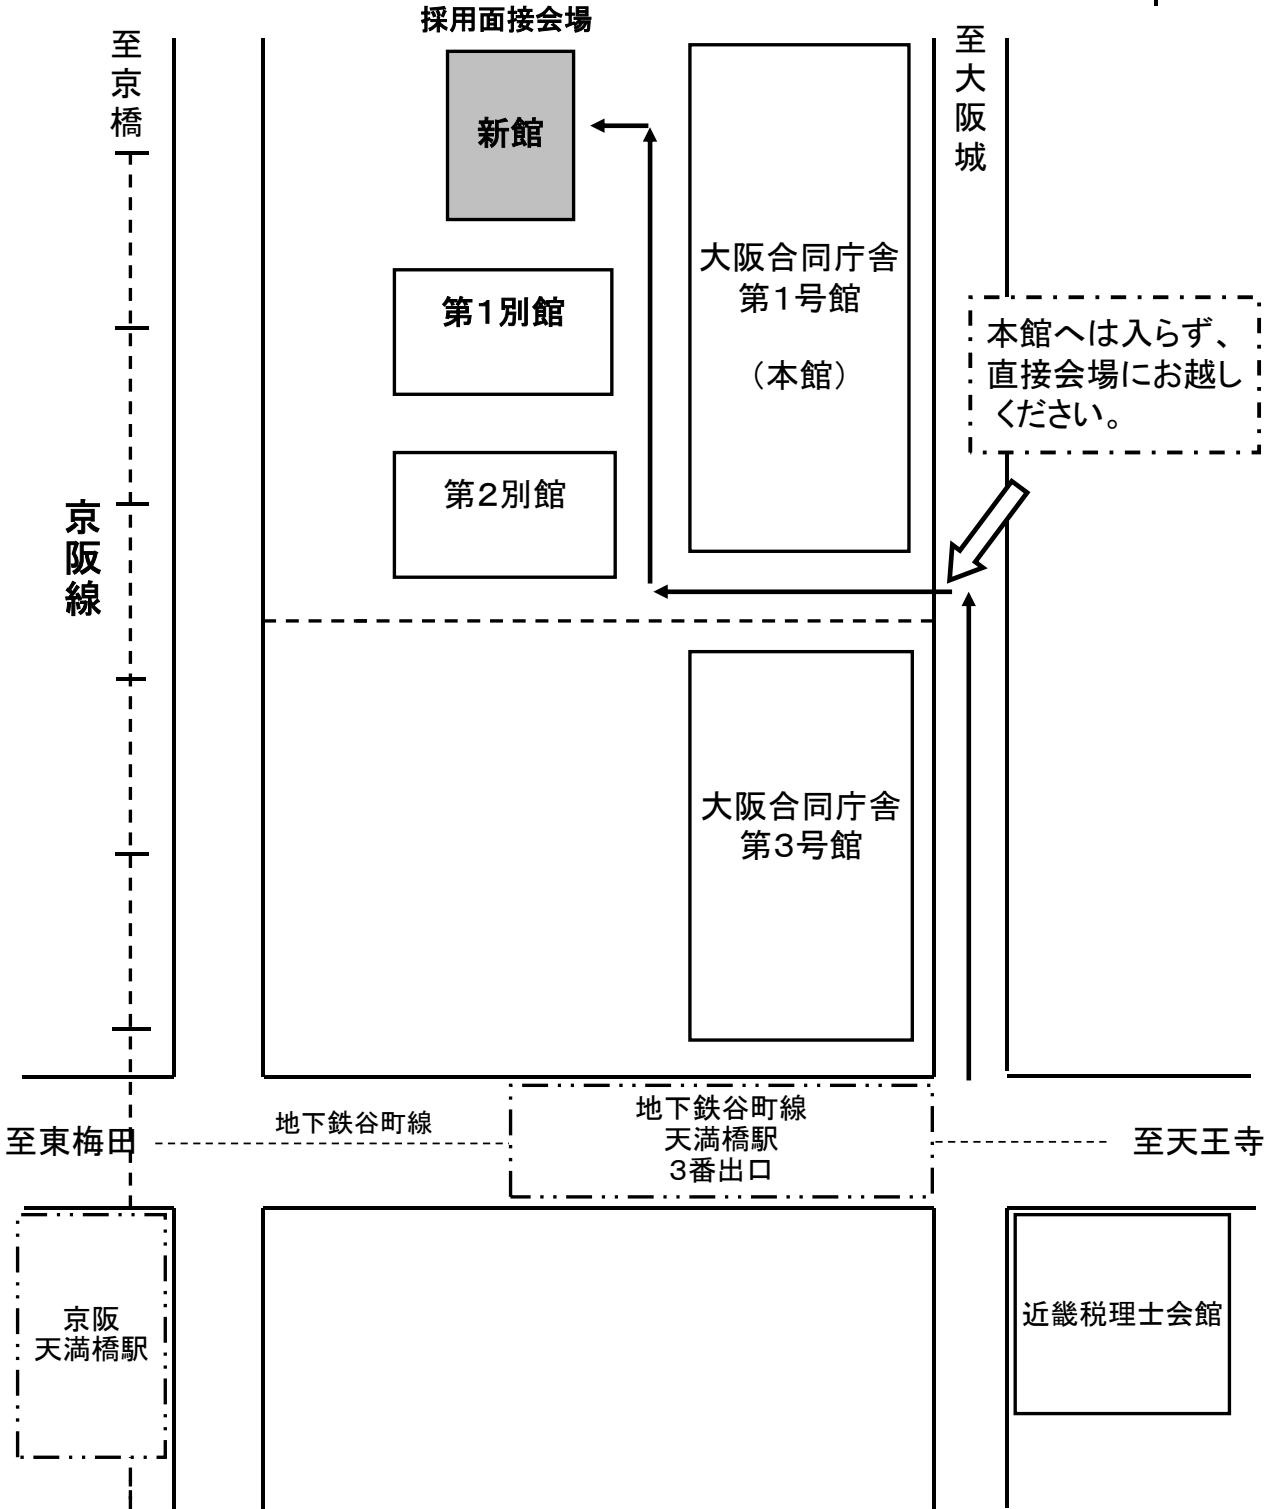 採用面接会場
至京橋
至大阪城
新館
大阪合同庁舎
第１号館
（本館）
第１別館
本館へは入らず、
直接会場にお越し
ください。
第２別館
京阪線
大阪合同庁舎
第３号館
地下鉄谷町線
地下鉄谷町線
天満橋駅
３番出口
至東梅田
至天王寺
京阪
天満橋駅
近畿税理士会館